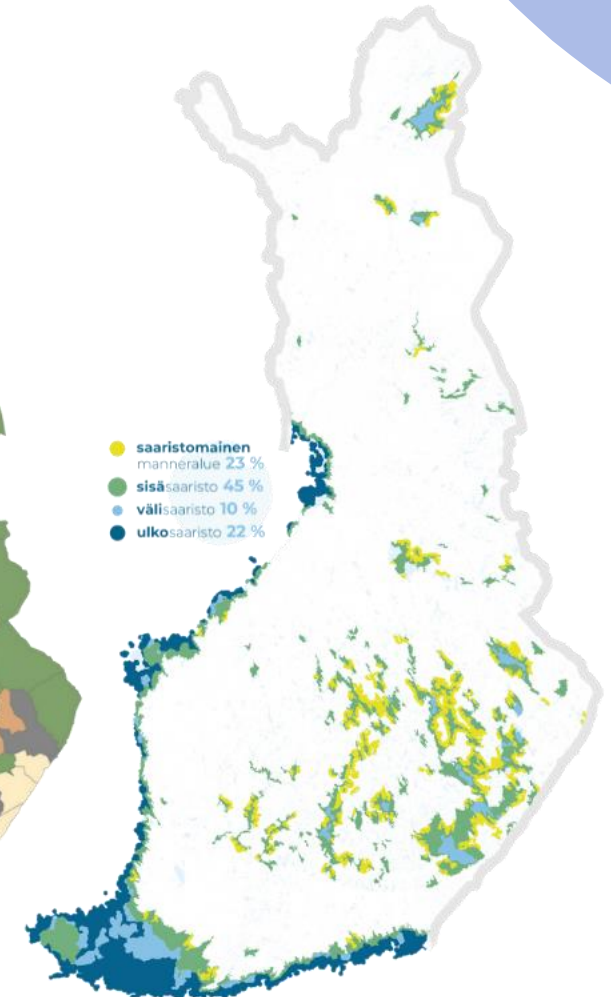 saaristomainen
manneralue 23 %
sisäsaaristo 45 %
välisaaristo 10 %
ulkosaaristo 22 %